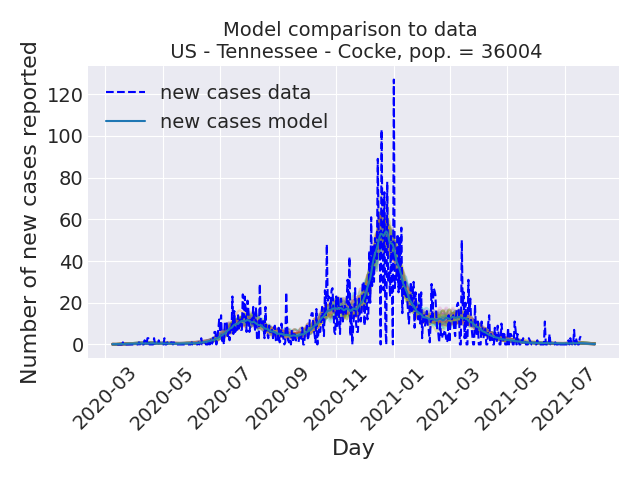 Model comparison to data
US - Tennessee - Cocke, pop. = 36004
Number of new cases reported
120
100
80
60
40
20
0
new cases data
new cases model
2020-03
2020-05
2020-07
2020-09
2020-11
2021-01
2021-03
2021-05
2021-07
Day